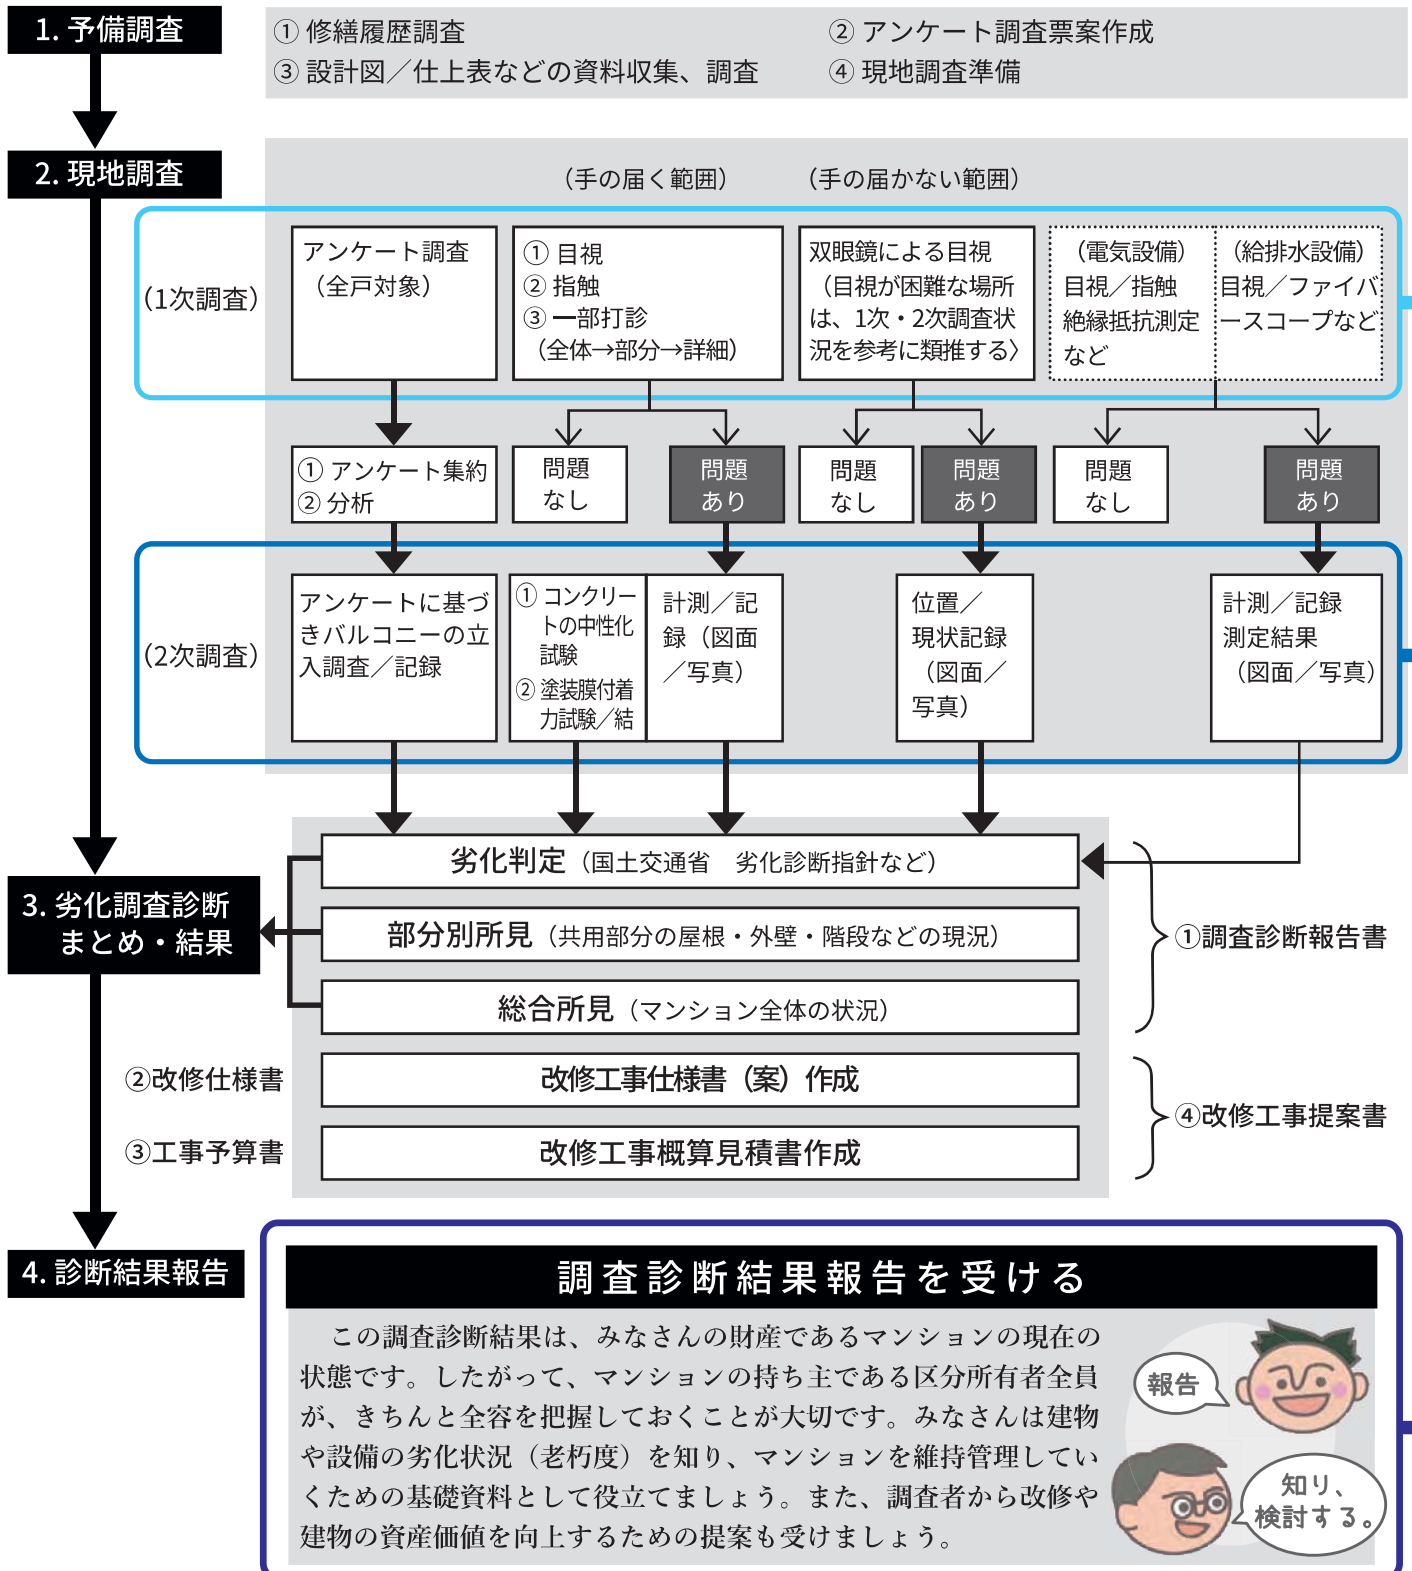 1. 予備調査
① 修繕履歴調査
② アンケート調査票案作成
③ 設計図／仕上表などの資料収集、調査
④ 現地調査準備
2. 現地調査
（手の届く範囲）
（手の届かない範囲）
（1次調査）
アンケート調査
（全戸対象）
① 目視
② 指触
③ 一部打診
（全体→部分→詳細）
双眼鏡による目視
（目視が困難な場所
は、1次・2次調査状
況を参考に類推する〉
（電気設備）
目視／指触
絶縁抵抗測定
など
（給排水設備）
目視／ファイバ
ースコープなど
① アンケート集約
② 分析
問題
なし
問題
あり
問題
なし
問題
あり
問題
なし
問題
あり
（2次調査）
アンケートに基づ
きバルコニーの立
入調査／記録
① コンクリー
トの中性化
試験
② 塗装膜付着
力試験／結
計測／記
録（図面
／写真）
位置／
現状記録
（図面／
写真）
計測／記録
測定結果
（図面／写真）
3. 劣化調査診断
まとめ・結果
劣化判定（国土交通省　劣化診断指針など）
部分別所見（共用部分の屋根・外壁・階段などの現況）
総合所見（マンション全体の状況）
①調査診断報告書
②改修仕様書
改修工事仕様書（案）作成
③工事予算書
改修工事概算見積書作成
④改修工事提案書
4. 診断結果報告
調査診断結果報告を受ける
この調査診断結果は、みなさんの財産であるマンションの現在の
状態です。したがって、マンションの持ち主である区分所有者全員
が、きちんと全容を把握しておくことが大切です。みなさんは建物
や設備の劣化状況（老朽度）を知り、マンションを維持管理してい
くための基礎資料として役立てましょう。また、調査者から改修や
建物の資産価値を向上するための提案も受けましょう。
報告
知り、
検討する。